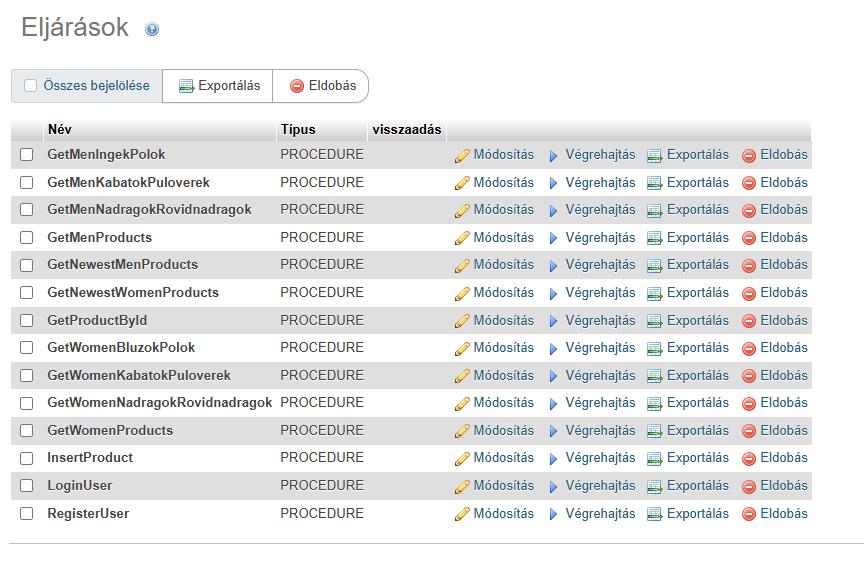 Eljárások
Összes bejelölése Exportálás Eldobás
Név Típus visszaadás
GetMenIngekPolok PROCEDURE Módosítás Végrehajtás Exportálás Eldobás
GetMenKabatokPuloverek PROCEDURE Módosítás Végrehajtás Exportálás Eldobás
GetMenNadragokRovidnadragok PROCEDURE Módosítás Végrehajtás Exportálás Eldobás
GetMenProducts PROCEDURE Módosítás Végrehajtás Exportálás Eldobás
GetNewestMenProducts PROCEDURE Módosítás Végrehajtás Exportálás Eldobás
GetNewestWomenProducts PROCEDURE Módosítás Végrehajtás Exportálás Eldobás
GetProductById PROCEDURE Módosítás Végrehajtás Exportálás Eldobás
GetWomenBluzokPolok PROCEDURE Módosítás Végrehajtás Exportálás Eldobás
GetWomenKabatokPuloverek PROCEDURE Módosítás Végrehajtás Exportálás Eldobás
GetWomenNadragokRovidnadragok PROCEDURE Módosítás Végrehajtás Exportálás Eldobás
GetWomenProducts PROCEDURE Módosítás Végrehajtás Exportálás Eldobás
InsertProduct PROCEDURE Módosítás Végrehajtás Exportálás Eldobás
LoginUser PROCEDURE Módosítás Végrehajtás Exportálás Eldobás
RegisterUser PROCEDURE Módosítás Végrehajtás Exportálás Eldobás